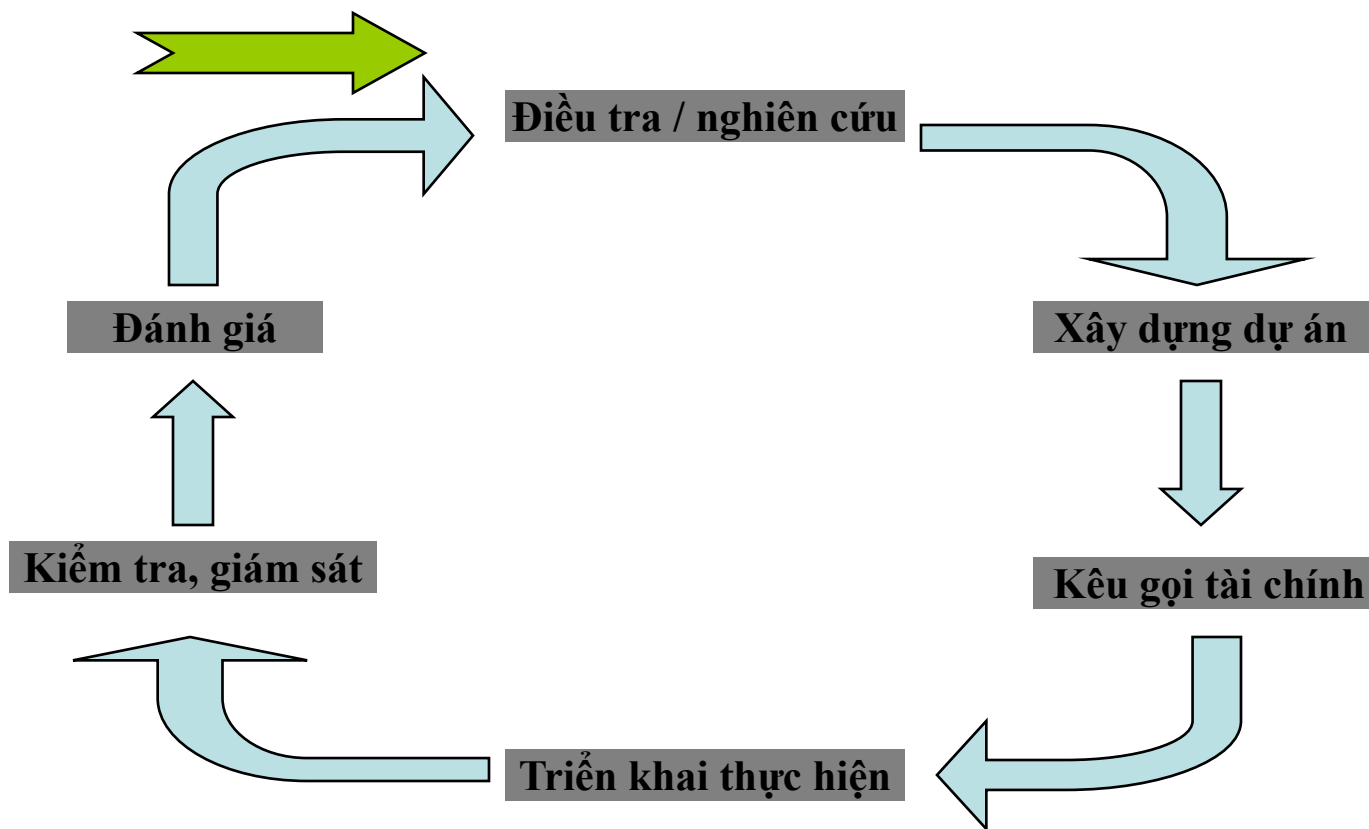 Điều tra / nghiên cứu
Xây dựng dự án
Kêu gọi tài chính
Triển khai thực hiện
Kiểm tra, giám sát
Đánh giá